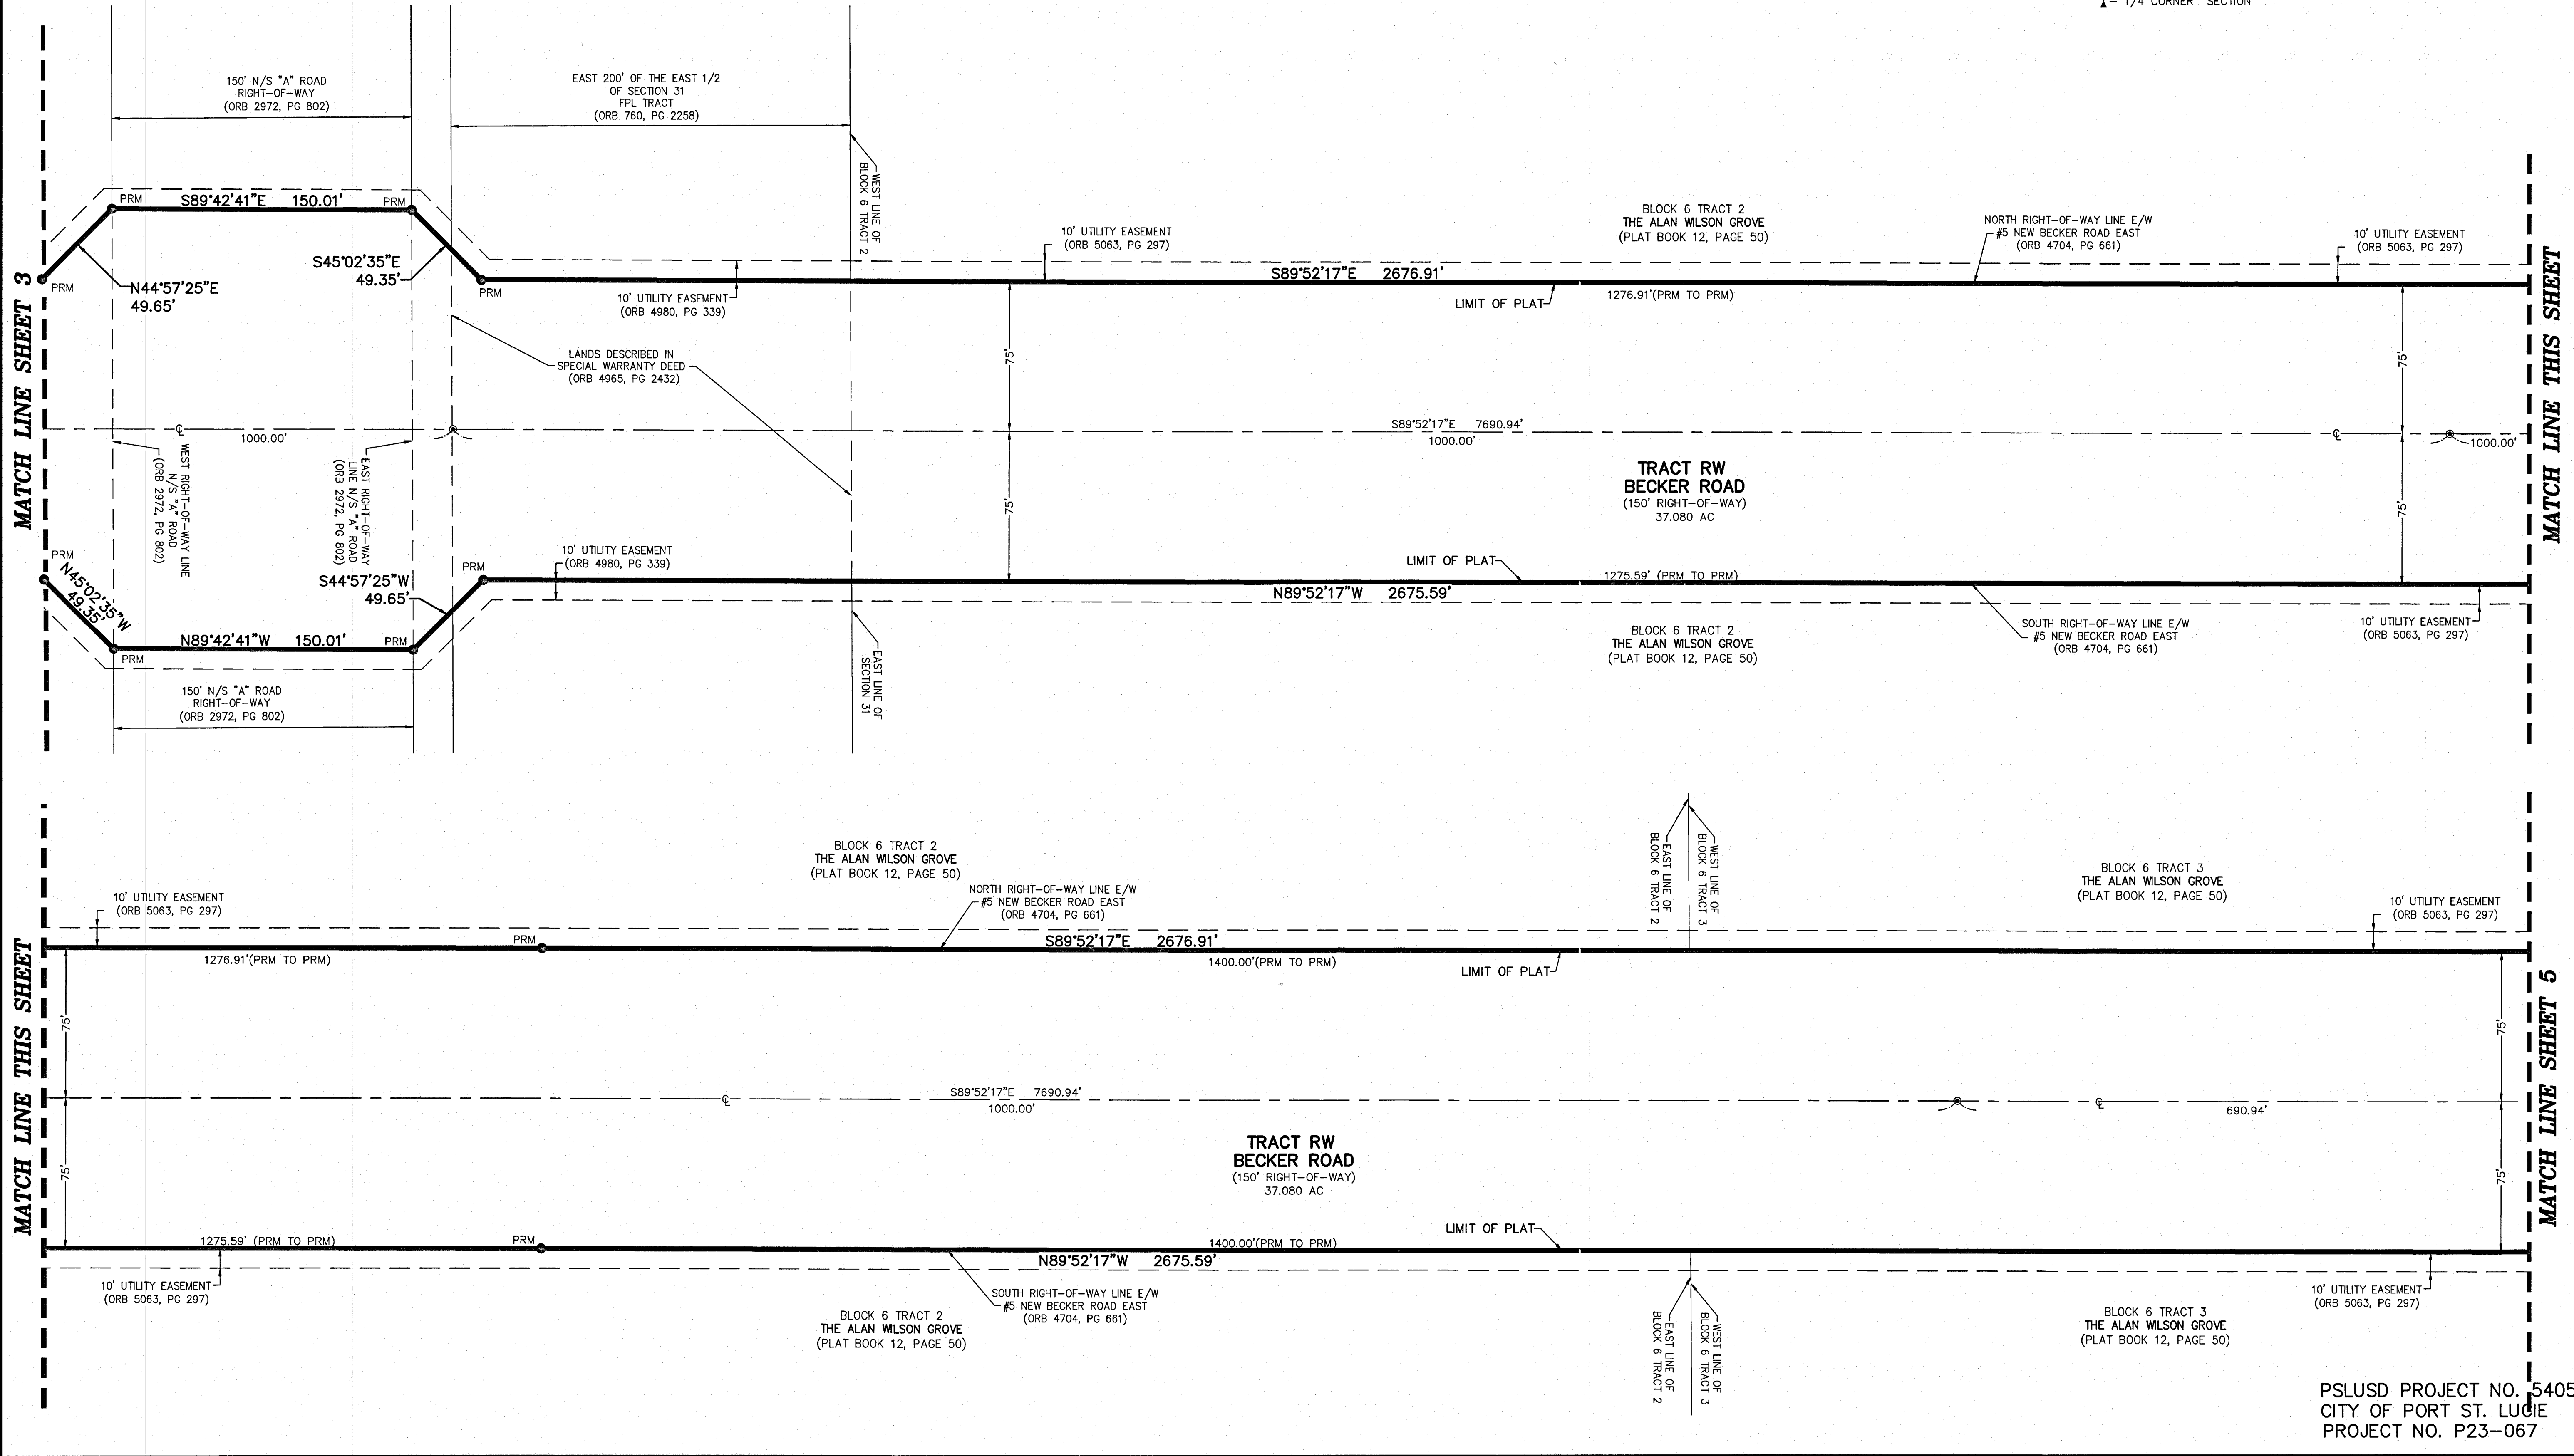 1/4 CORNER SECTION
150' N/S "A" ROAD
RIGHT-OF-WAY
(ORB 2972, PG 802)
EAST 200' OF THE EAST 1/2
OF SECTION 31
FPL TRACT
(ORB 760, PG 2258)
WEST LINE OF
BLOCK 6 TRACT 2
MATCH LINE SHEET 3
PRM
S89°42'41"E 150.01'
PRM
PRM
N44°57'25"E
49.65'
S45°02'35"E
49.35'
PRM
10' UTILITY EASEMENT
(ORB 4980, PG 339)
10' UTILITY EASEMENT
(ORB 5063, PG 297)
S89°52'17"E 2676.91'
LIMIT OF PLAT
1276.91'(PRM TO PRM)
BLOCK 6 TRACT 2
THE ALAN WILSON GROVE
(PLAT BOOK 12, PAGE 50)
NORTH RIGHT-OF-WAY LINE E/W
#5 NEW BECKER ROAD EAST
(ORB 4704, PG 661)
10' UTILITY EASEMENT
(ORB 5063, PG 297)
MATCH LINE THIS SHEET
LANDS DESCRIBED IN
SPECIAL WARRANTY DEED
(ORB 4965, PG 2432)
75'
75'
75'
75'
1000.00'
S89°52'17"E 7690.94'
1000.00'
1000.00'
WEST RIGHT-OF-WAY LINE
N/S "A" ROAD
(ORB 2972, PG 802)
EAST RIGHT-OF-WAY
LINE N/S "A" ROAD
(ORB 2972, PG 802)
TRACT RW
BECKER ROAD
(150' RIGHT-OF-WAY)
37.080 AC
PRM
N45°02'35"W
49.35'
PRM
N89°42'41"W 150.01'
PRM
S44°57'25"W
49.65'
PRM
10' UTILITY EASEMENT
(ORB 4980, PG 339)
LIMIT OF PLAT
1275.59' (PRM TO PRM)
N89°52'17"W 2675.59'
BLOCK 6 TRACT 2
THE ALAN WILSON GROVE
(PLAT BOOK 12, PAGE 50)
SOUTH RIGHT-OF-WAY LINE E/W
#5 NEW BECKER ROAD EAST
(ORB 4704, PG 661)
10' UTILITY EASEMENT
(ORB 5063, PG 297)
EAST LINE OF
SECTION 31
150' N/S "A" ROAD
RIGHT-OF-WAY
(ORB 2972, PG 802)
MATCH LINE THIS SHEET
10' UTILITY EASEMENT
(ORB 5063, PG 297)
BLOCK 6 TRACT 2
THE ALAN WILSON GROVE
(PLAT BOOK 12, PAGE 50)
NORTH RIGHT-OF-WAY LINE E/W
#5 NEW BECKER ROAD EAST
(ORB 4704, PG 661)
EAST LINE OF
BLOCK 6 TRACT 2
WEST LINE OF
BLOCK 6 TRACT 3
BLOCK 6 TRACT 3
THE ALAN WILSON GROVE
(PLAT BOOK 12, PAGE 50)
10' UTILITY EASEMENT
(ORB 5063, PG 297)
PRM
1276.91'(PRM TO PRM)
S89°52'17"E 2676.91'
1400.00'(PRM TO PRM)
LIMIT OF PLAT
75'
75'
75'
75'
S89°52'17"E 7690.94'
1000.00'
690.94'
MATCH LINE SHEET 5
TRACT RW
BECKER ROAD
(150' RIGHT-OF-WAY)
37.080 AC
1275.59' (PRM TO PRM)
PRM
N89°52'17"W 2675.59'
1400.00'(PRM TO PRM)
LIMIT OF PLAT
10' UTILITY EASEMENT
(ORB 5063, PG 297)
BLOCK 6 TRACT 2
THE ALAN WILSON GROVE
(PLAT BOOK 12, PAGE 50)
SOUTH RIGHT-OF-WAY LINE E/W
#5 NEW BECKER ROAD EAST
(ORB 4704, PG 661)
EAST LINE OF
BLOCK 6 TRACT 2
WEST LINE OF
BLOCK 6 TRACT 3
BLOCK 6 TRACT 3
THE ALAN WILSON GROVE
(PLAT BOOK 12, PAGE 50)
10' UTILITY EASEMENT
(ORB 5063, PG 297)
PSLUSD PROJECT NO. 5405
CITY OF PORT ST. LUCIE
PROJECT NO. P23-067